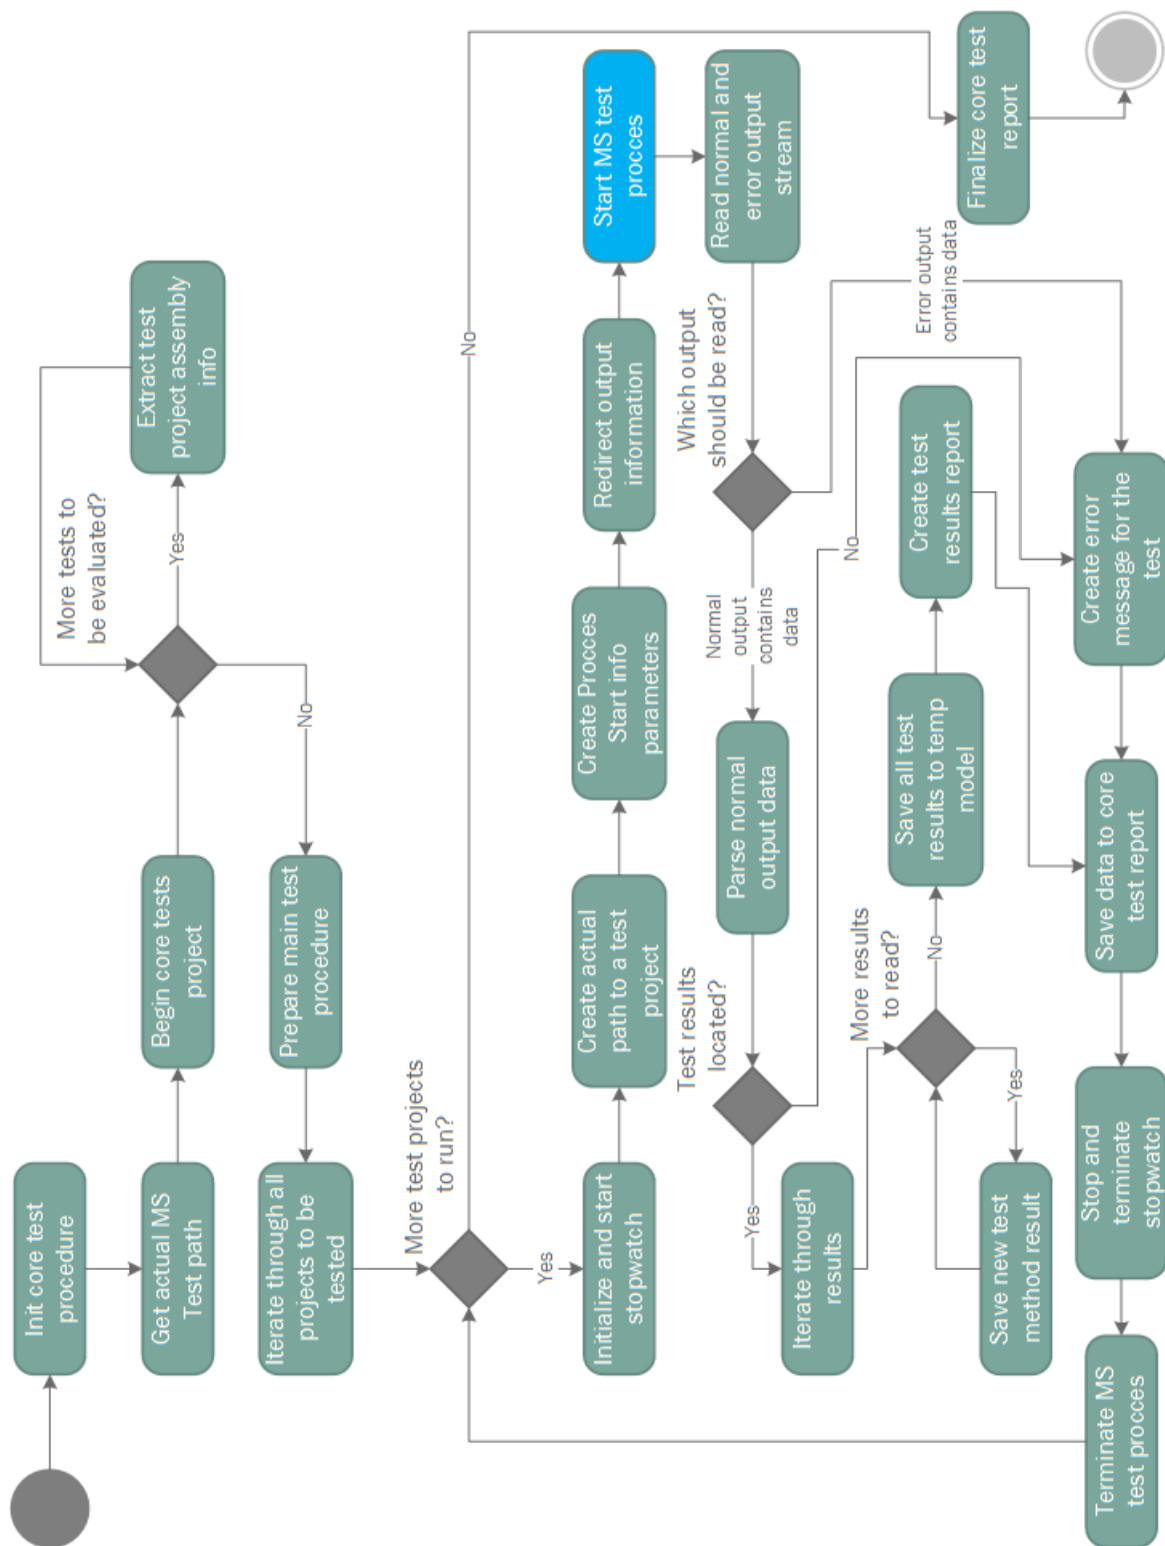 Init core test
procedure
Get actual MS
Test path
Begin core tests
project
More tests to
be evaluated?
Yes
Extract test
project assembly
info
No
Prepare main test
procedure
Iterate through all
projects to be
tested
More test projects
to run?
No
Yes
Initialize and start
stopwatch
Create actual
path to a test
project
Create Procces
Start info
parameters
Redirect output
information
Start MS test
procces
Read normal and
error output
stream
Which output
should be read?
Normal
output
contains
data
Error output
contains data
Parse normal
output data
Test results
located?
Yes
No
Iterate through
results
More results
to read?
Yes
No
Save new test
method result
Save all test
results to temp
model
Create test
results report
Create error
message for the
test
Save data to core
test report
Stop and
terminate
stopwatch
Terminate MS
test procces
Finalize core test
report